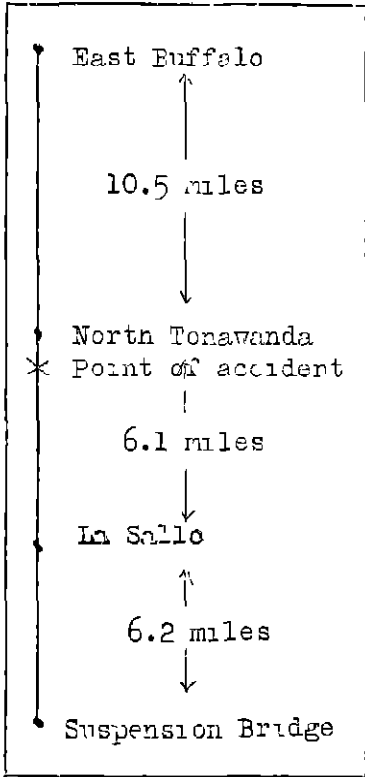 East Buffalo
10.5 miles
North Tonawanda
Point of accident
6.1 miles
La Salle
6.2 miles
Suspension Bridge